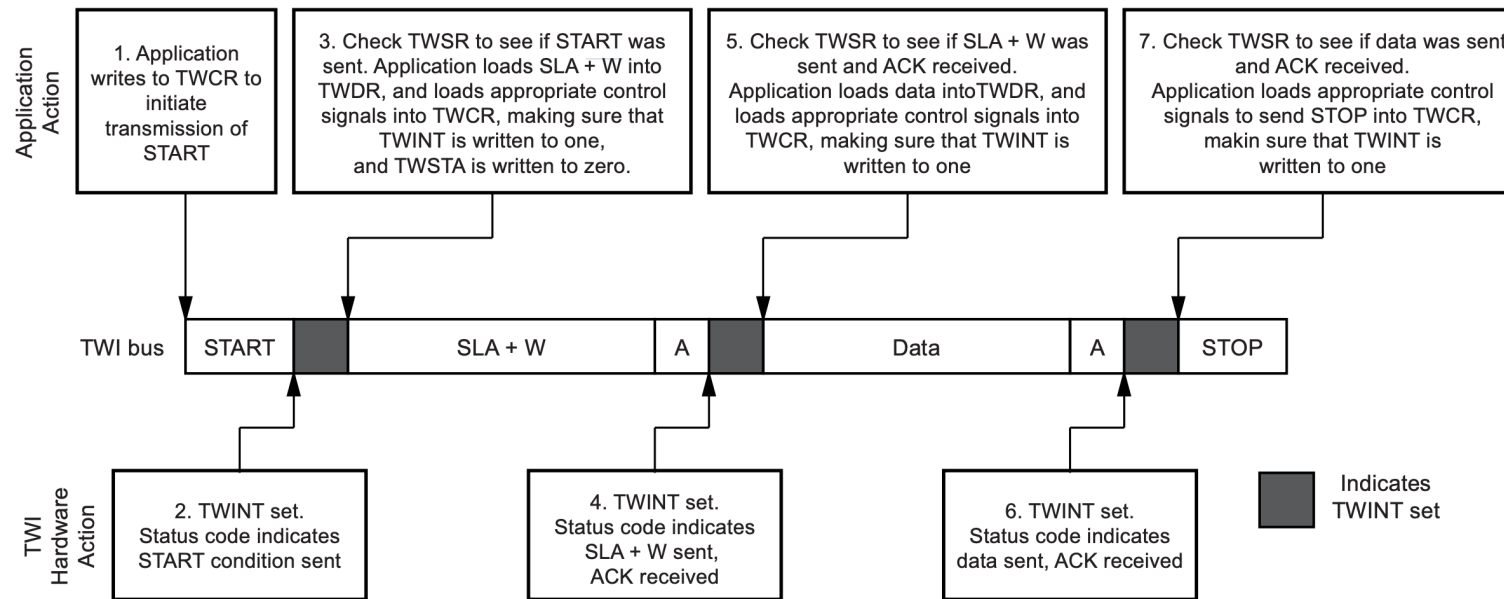 Application
Action
1. Application
writes to TWCR to
initiate
transmission of
START
3. Check TWSR to see if START was
sent. Application loads SLA + W into
TWDR, and loads appropriate control
signals into TWCR, making sure that
TWINT is written to one,
and TWSTA is written to zero.
5. Check TWSR to see if SLA + W was
sent and ACK received.
Application loads data intoTWDR, and
loads appropriate control signals into
TWCR, making sure that TWINT is
written to one
7. Check TWSR to see if data was sent
and ACK received.
Application loads appropriate control
signals to send STOP into TWCR,
makin sure that TWINT is
written to one
TWI bus
START
SLA + W
A
Data
A
STOP
TWI
Hardware
Action
2. TWINT set.
Status code indicates
START condition sent
4. TWINT set.
Status code indicates
SLA + W sent,
ACK received
6. TWINT set.
Status code indicates
data sent, ACK received
Indicates
TWINT set